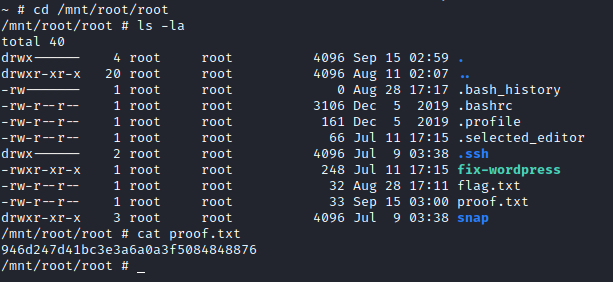 ~ # cd /mnt/root/root
/mnt/root/root # ls -la
total 40
drwx------    4 root     root          4096 Sep 15 02:59 .
drwxr-xr-x   20 root     root          4096 Aug 11 02:07 ..
-rw-------    1 root     root             0 Aug 28 17:17 .bash_history
-rw-r--r--    1 root     root          3106 Dec  5  2019 .bashrc
-rw-r--r--    1 root     root           161 Dec  5  2019 .profile
-rw-r--r--    1 root     root            66 Jul 11 17:15 .selected_editor
drwx------    2 root     root          4096 Jul  9 03:38 .ssh
-rwxr-xr-x    1 root     root           248 Jul 11 17:15 fix-wordpress
-rw-r--r--    1 root     root            32 Aug 28 17:11 flag.txt
-rw-r--r--    1 root     root            33 Sep 15 03:00 proof.txt
drwxr-xr-x    3 root     root          4096 Jul  9 03:38 snap
/mnt/root/root # cat proof.txt
946d247d41bc3e3a6a0a3f5084848876
/mnt/root/root # _